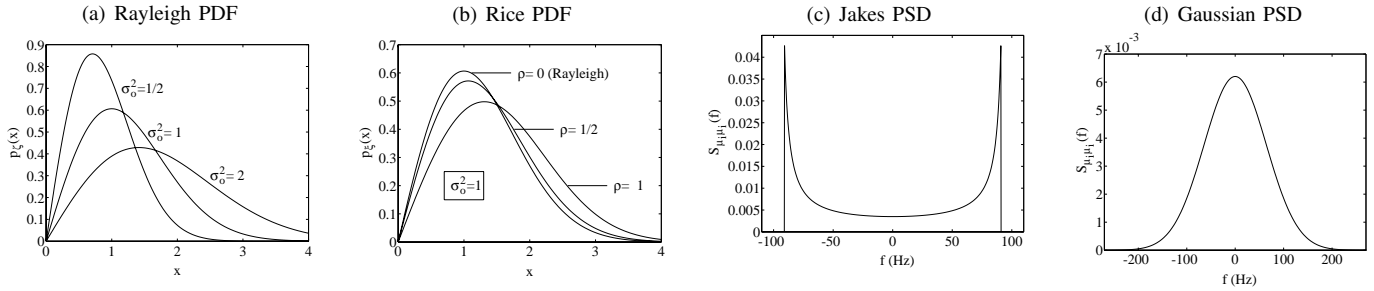 (a) Rayleigh PDF
0.9
0.8
0.7
0.6
0.5
0.4
0.3
0.2
0.1
0
p_ζ(x)
σ_o^2=1/2
σ_o^2=1
σ_o^2=2
0 1 2 3 4
x
(b) Rice PDF
0.7
0.6
0.5
0.4
0.3
0.2
0.1
0
p_ξ(x)
ρ= 0 (Rayleigh)
ρ= 1/2
ρ= 1
σ_o^2=1
0 1 2 3 4
x
(c) Jakes PSD
0.04
0.035
0.03
0.025
0.02
0.015
0.01
0.005
0
S_{μ_iμ_i}(f)
-100 -50 0 50 100
f (Hz)
(d) Gaussian PSD
x 10^-3
7
6
5
4
3
2
1
0
S_{μ_iμ_i}(f)
-200 -100 0 100 200
f (Hz)